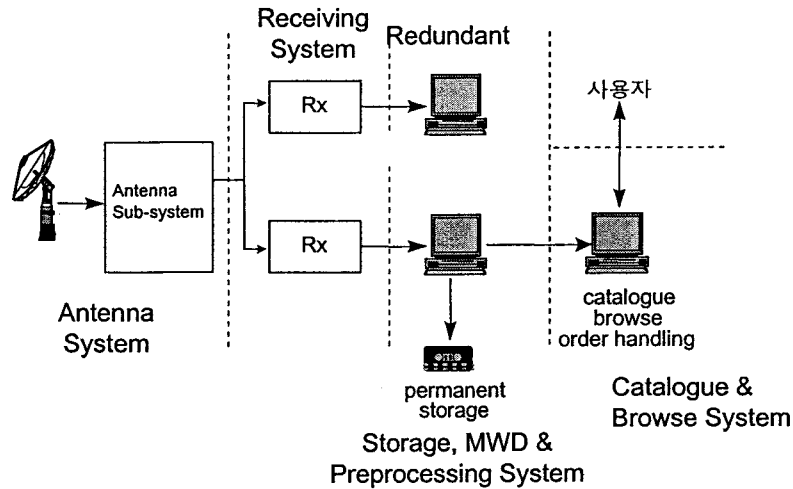 Receiving
System
Redundant
Rx
사용자
Antenna
Sub-system
Rx
Antenna
System
catalogue
browse
order handling
permanent
storage
Catalogue &
Browse System
Storage, MWD &
Preprocessing System